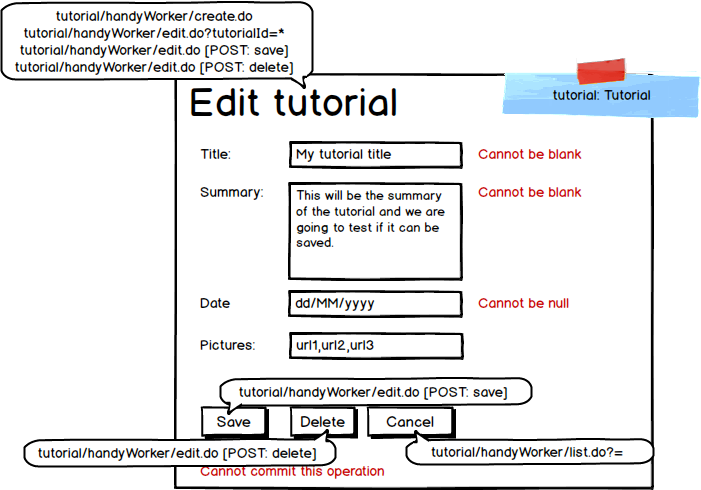 tutorial/handyWorker/create.do
tutorial/handyWorker/edit.do?tutorialId=*
tutorial/handyWorker/edit.do [POST: save]
tutorial/handyWorker/edit.do [POST: delete]
Edit tutorial
tutorial: Tutorial
Title:
My tutorial title
Cannot be blank
Summary:
This will be the summary
of the tutorial and we are
going to test if it can be
saved.
Cannot be blank
Date
dd/MM/yyyy
Cannot be null
Pictures:
url1,url2,url3
tutorial/handyWorker/edit.do [POST: save]
Save
Delete
Cancel
tutorial/handyWorker/edit.do [POST: delete]
tutorial/handyWorker/list.do?=
Cannot commit this operation